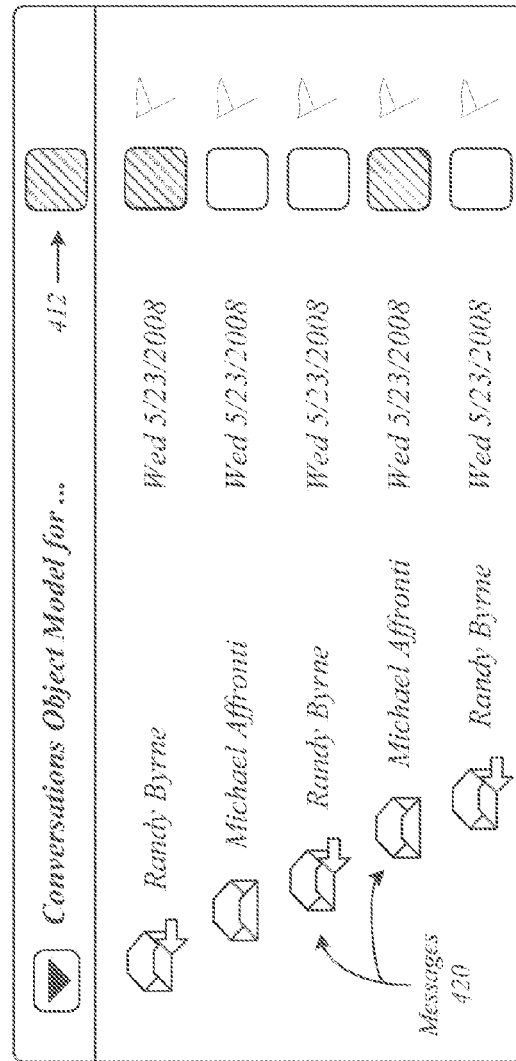 Conversations Object Model for ... 412
Randy Byrne Wed 5/23/2008
Michael Affronti Wed 5/23/2008
Randy Byrne Wed 5/23/2008
Michael Affronti Wed 5/23/2008
Randy Byrne Wed 5/23/2008
Messages
420